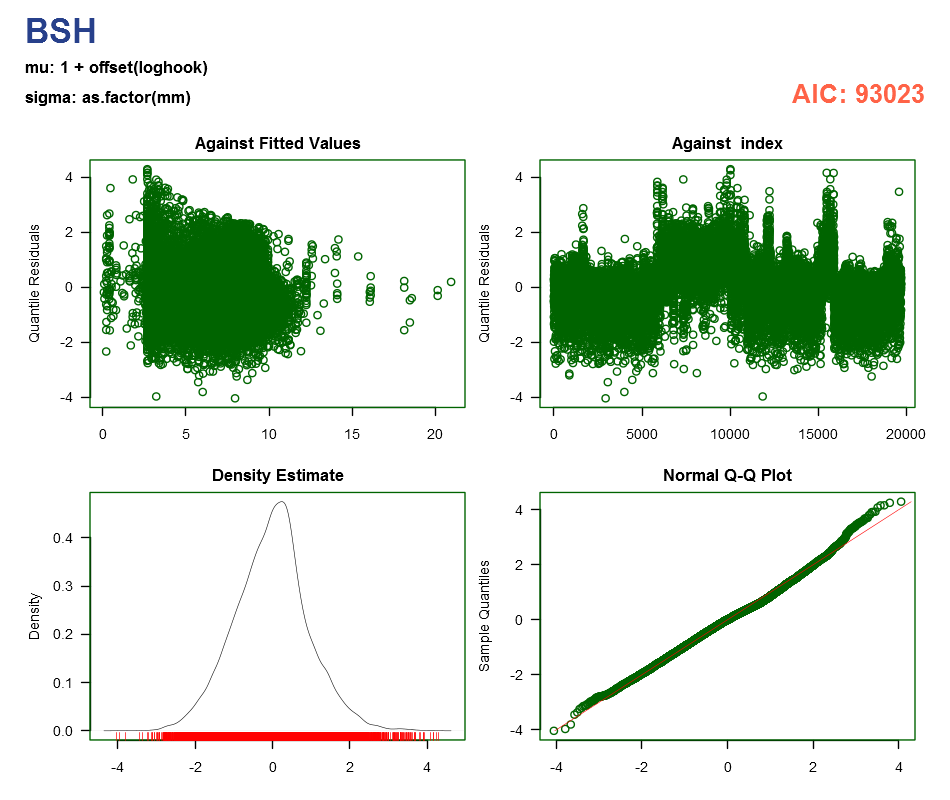 BSH
mu: 1 + offset(loghook)
sigma: as.factor(mm)
AIC: 93023
Against Fitted Values
Quantile Residuals
4
2
0
-2
-4
0 5 10 15 20
Against index
Quantile Residuals
4
2
0
-2
-4
0 5000 10000 15000 20000
Density Estimate
Density
0.4
0.3
0.2
0.1
0.0
-4 -2 0 2 4
Normal Q-Q Plot
Sample Quantiles
4
2
0
-2
-4
-4 -2 0 2 4